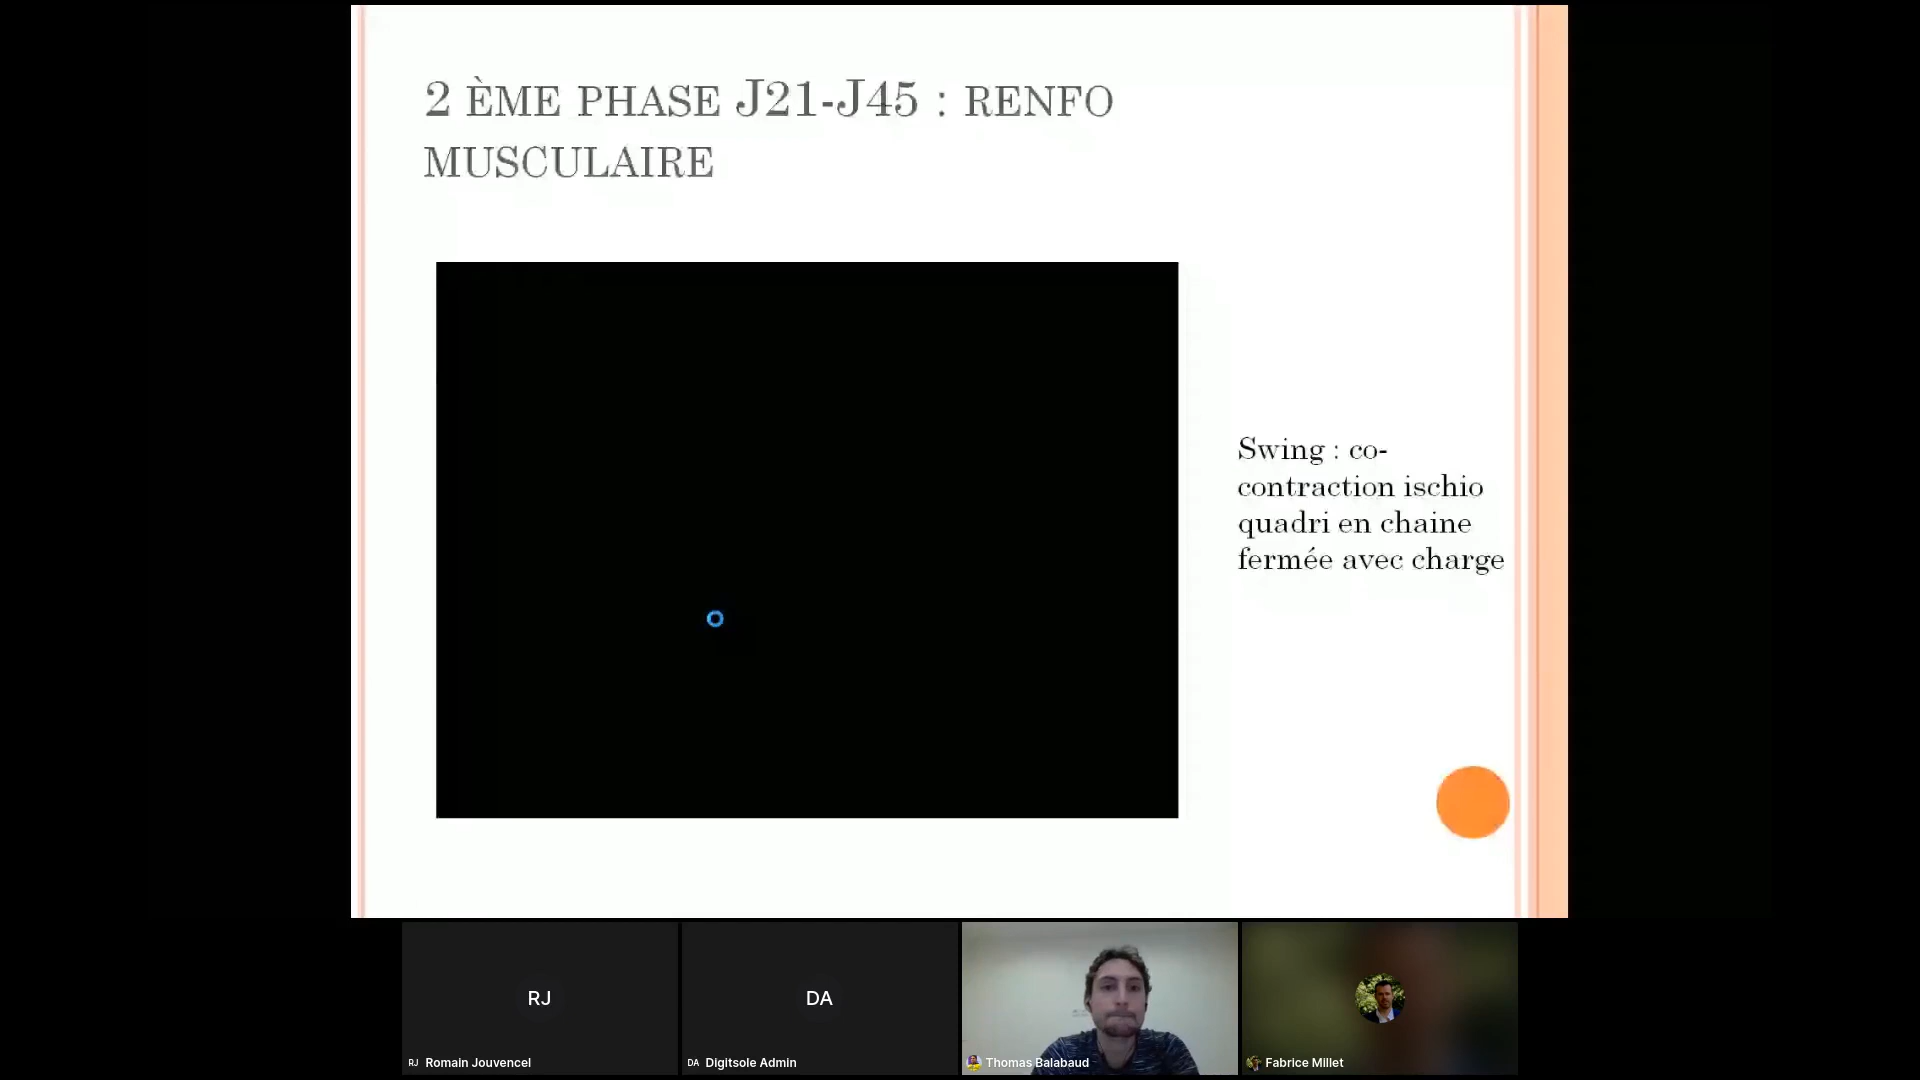 2 ÈME PHASE J21-J45 : RENFO
MUSCULAIRE
Swing : co-
contraction ischio
quadri en chaine
fermée avec charge
RJ
DA
RJ Romain Jouvencel
DA Digitsole Admin
Thomas Balabaud
Fabrice Millet